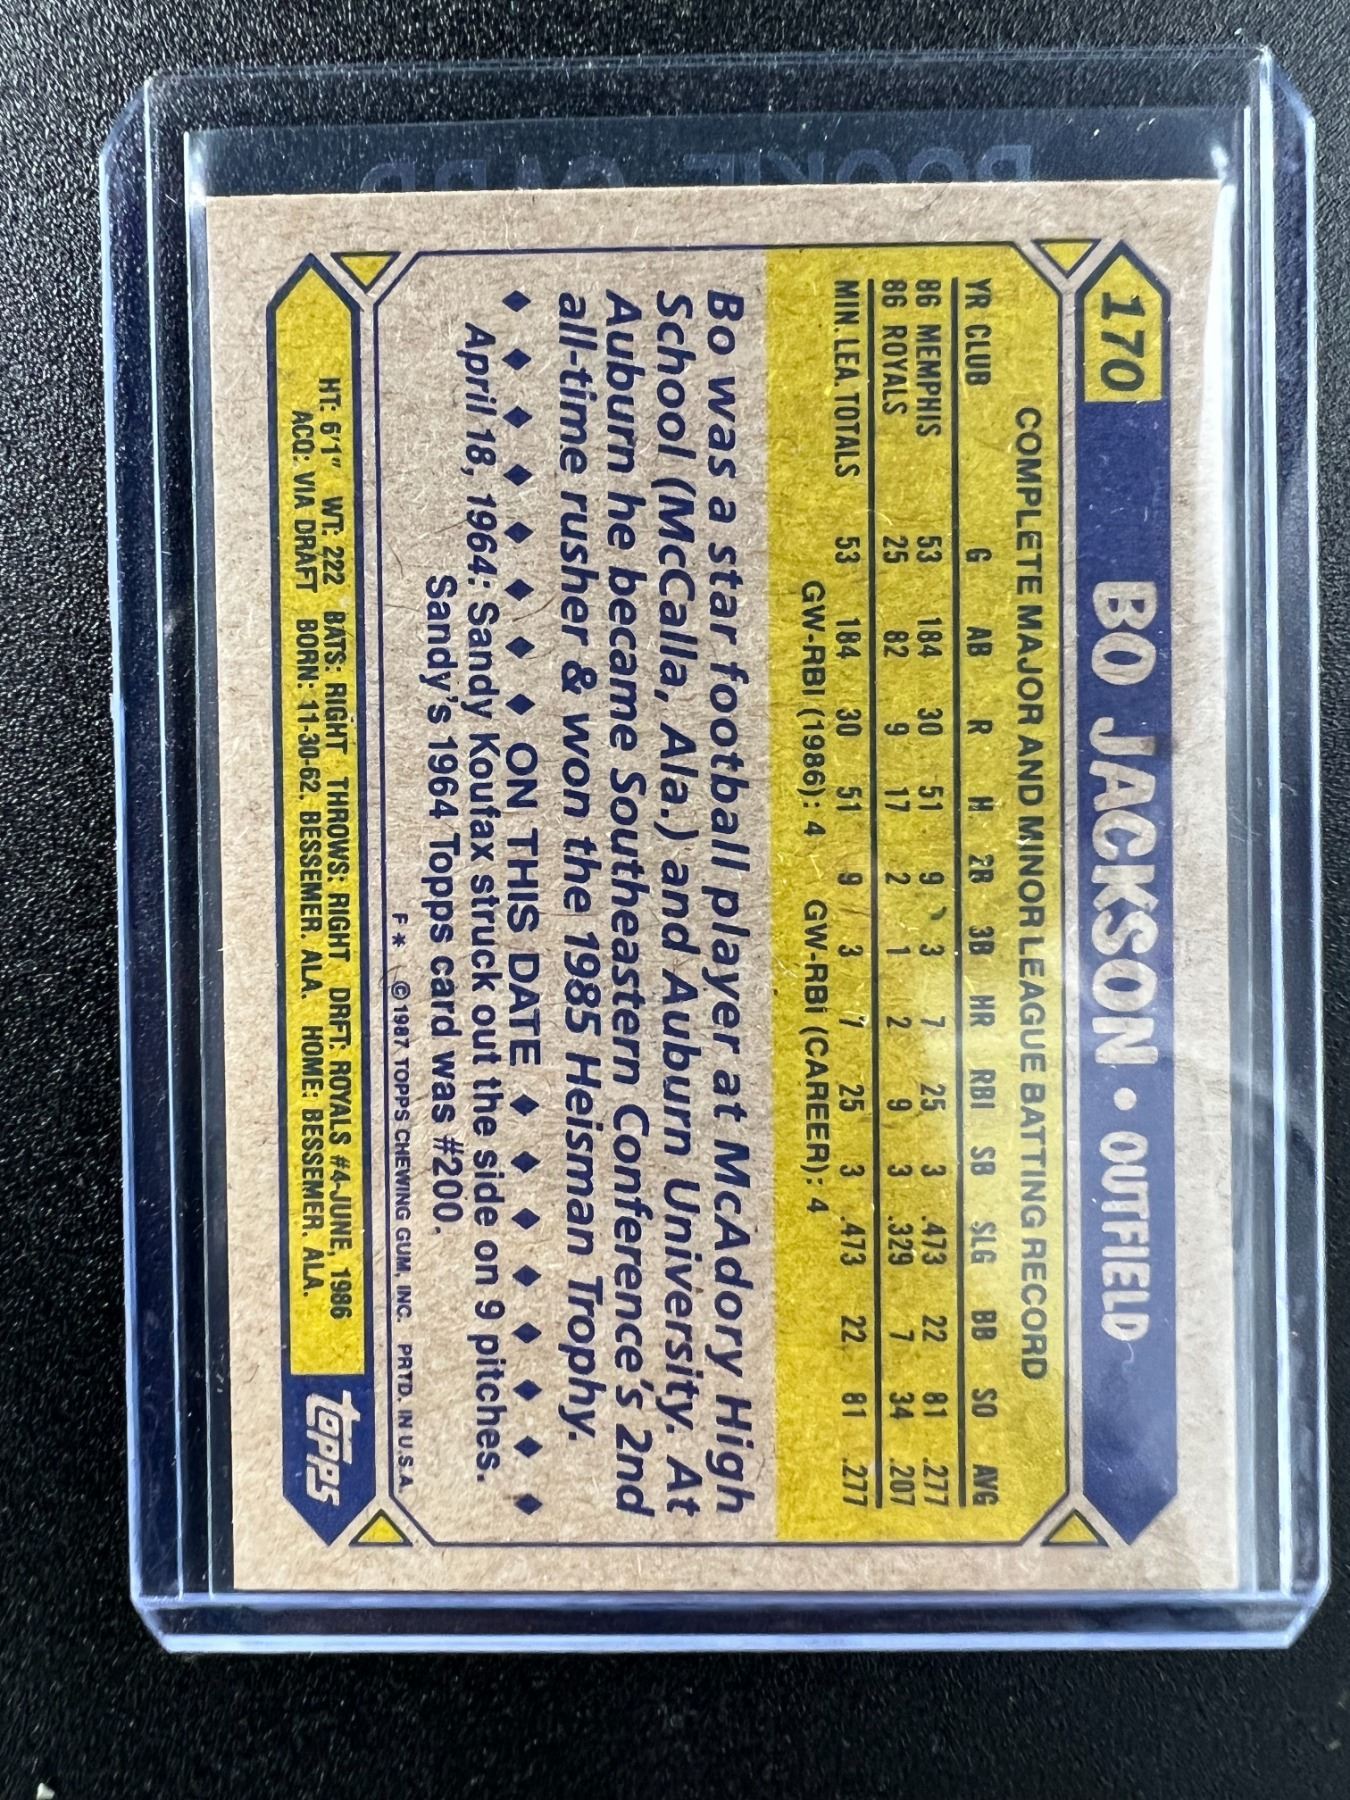 ROOKIE CARD
170 BO JACKSON • OUTFIELD
COMPLETE MAJOR AND MINOR LEAGUE BATTING RECORD
YR CLUB G AB R H 2B 3B HR RBI SB SLG BB SO AVG
86 MEMPHIS 53 184 30 51 9 3 7 25 3 .473 22 81 .277
86 ROYALS 25 82 9 17 2 1 2 9 3 .329 7 34 .207
MIN. LEA. TOTALS 53 184 30 51 9 3 7 25 3 .473 22 81 .277
GW-RBI (1986): 4 GW-RBI (CAREER): 4
Bo was a star football player at McAdory High
School (McCalla, Ala.) and Auburn University. At
Auburn he became Southeastern Conference's 2nd
all-time rusher & won the 1985 Heisman Trophy.
♦ ♦ ♦ ♦ ♦ ♦ ♦ ♦ ON THIS DATE ♦ ♦ ♦ ♦ ♦ ♦ ♦ ♦
April 18, 1964: Sandy Koufax struck out the side on 9 pitches.
Sandy's 1964 Topps card was #200.
F* © 1987 TOPPS CHEWING GUM, INC. PRTD. IN U.S.A.
HT: 6'1" WT: 222 BATS: RIGHT THROWS: RIGHT DRFT: ROYALS #4-JUNE, 1986
ACQ: VIA DRAFT BORN: 11-30-62, BESSEMER, ALA. HOME: BESSEMER, ALA.
topps